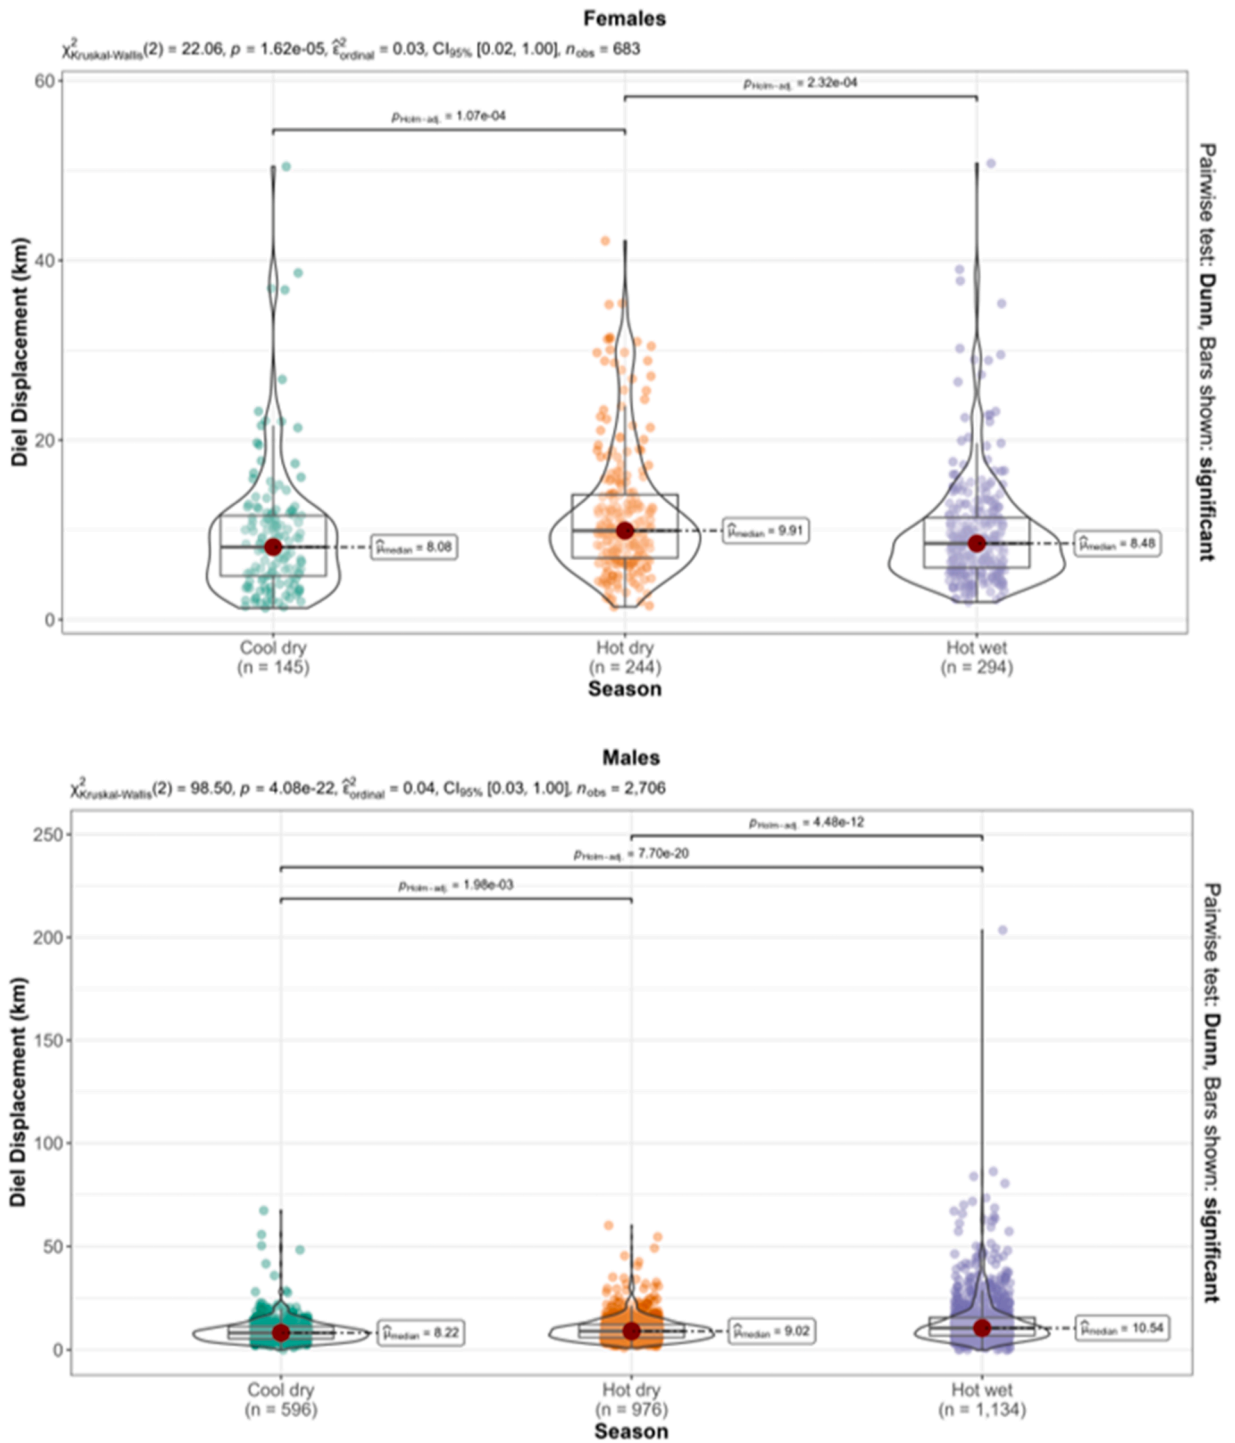 Females
χ²Kruskal-Wallis(2) = 22.06, p = 1.62e-05, ε̂²ordinal = 0.03, CI95% [0.02, 1.00], nobs = 683
60
pHolm-adj. = 2.32e-04
pHolm-adj. = 1.07e-04
40
20
0
Diel Displacement (km)
μ̂median = 8.08
μ̂median = 9.91
μ̂median = 8.48
Pairwise test: Dunn, Bars shown: significant
Cool dry
(n = 145)
Hot dry
(n = 244)
Hot wet
(n = 294)
Season
Males
χ²Kruskal-Wallis(2) = 98.50, p = 4.08e-22, ε̂²ordinal = 0.04, CI95% [0.03, 1.00], nobs = 2,706
250
pHolm-adj. = 4.48e-12
pHolm-adj. = 7.70e-20
pHolm-adj. = 1.98e-03
200
150
100
50
0
Diel Displacement (km)
μ̂median = 8.22
μ̂median = 9.02
μ̂median = 10.54
Pairwise test: Dunn, Bars shown: significant
Cool dry
(n = 596)
Hot dry
(n = 976)
Hot wet
(n = 1,134)
Season